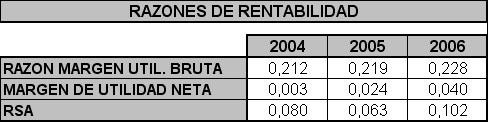 RAZONES DE RENTABILIDAD
2004 2005 2006
RAZON MARGEN UTIL. BRUTA 0,212 0,219 0,228
MARGEN DE UTILIDAD NETA 0,003 0,024 0,040
RSA 0,080 0,063 0,102